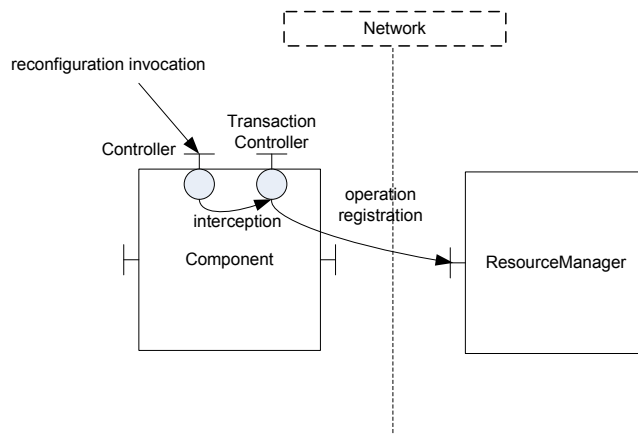 Network
reconfiguration invocation
Transaction
Controller
Controller
operation
registration
interception
Component
ResourceManager